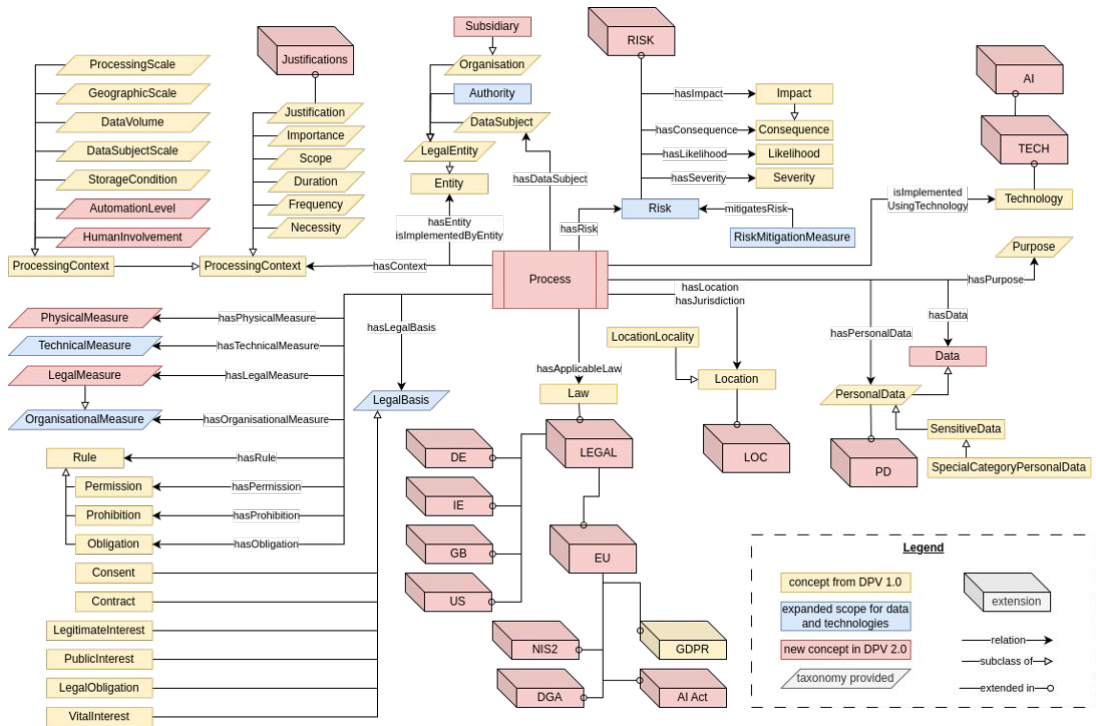 Subsidiary
RISK
Justifications
ProcessingScale
Organisation
AI
GeographicScale
Authority
hasImpact
Impact
DataVolume
Justification
DataSubject
hasConsequence
Consequence
Importance
TECH
DataSubjectScale
Scope
LegalEntity
hasLikelihood
Likelihood
StorageCondition
Duration
Entity
hasDataSubject
hasSeverity
Severity
isImplemented
UsingTechnology
Technology
AutomationLevel
Frequency
Risk
mitigatesRisk
HumanInvolvement
Necessity
hasEntity
isImplementedByEntity
hasRisk
RiskMitigationMeasure
Purpose
ProcessingContext
ProcessingContext
hasContext
Process
hasPurpose
hasLocation
hasJurisdiction
PhysicalMeasure
hasPhysicalMeasure
hasLegalBasis
hasData
TechnicalMeasure
hasTechnicalMeasure
LocationLocality
hasPersonalData
Data
LegalMeasure
hasLegalMeasure
hasApplicableLaw
Location
LegalBasis
Law
PersonalData
OrganisationalMeasure
hasOrganisationalMeasure
SensitiveData
DE
LEGAL
LOC
PD
SpecialCategoryPersonalData
Rule
hasRule
Permission
hasPermission
IE
Prohibition
hasProhibition
Obligation
hasObligation
GB
EU
Consent
US
Contract
LegitimateInterest
PublicInterest
NIS2
GDPR
LegalObligation
DGA
AI Act
VitalInterest
Legend
concept from DPV 1.0
extension
expanded scope for data
and technologies
relation
new concept in DPV 2.0
subclass of
taxonomy provided
extended in